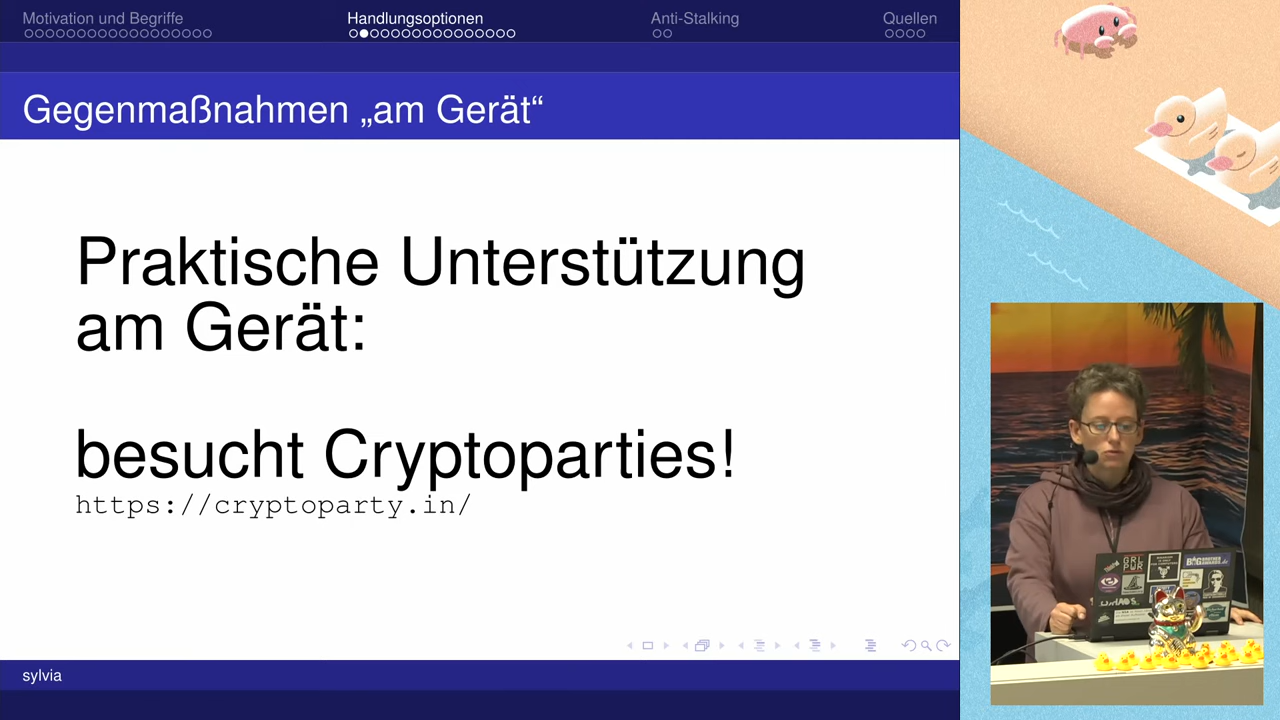 Motivation und Begriffe
Handlungsoptionen
Anti-Stalking
Quellen
Gegenmaßnahmen „am Gerät“
Praktische Unterstützung
am Gerät:
besucht Cryptoparties!
https://cryptoparty.in/
sylvia